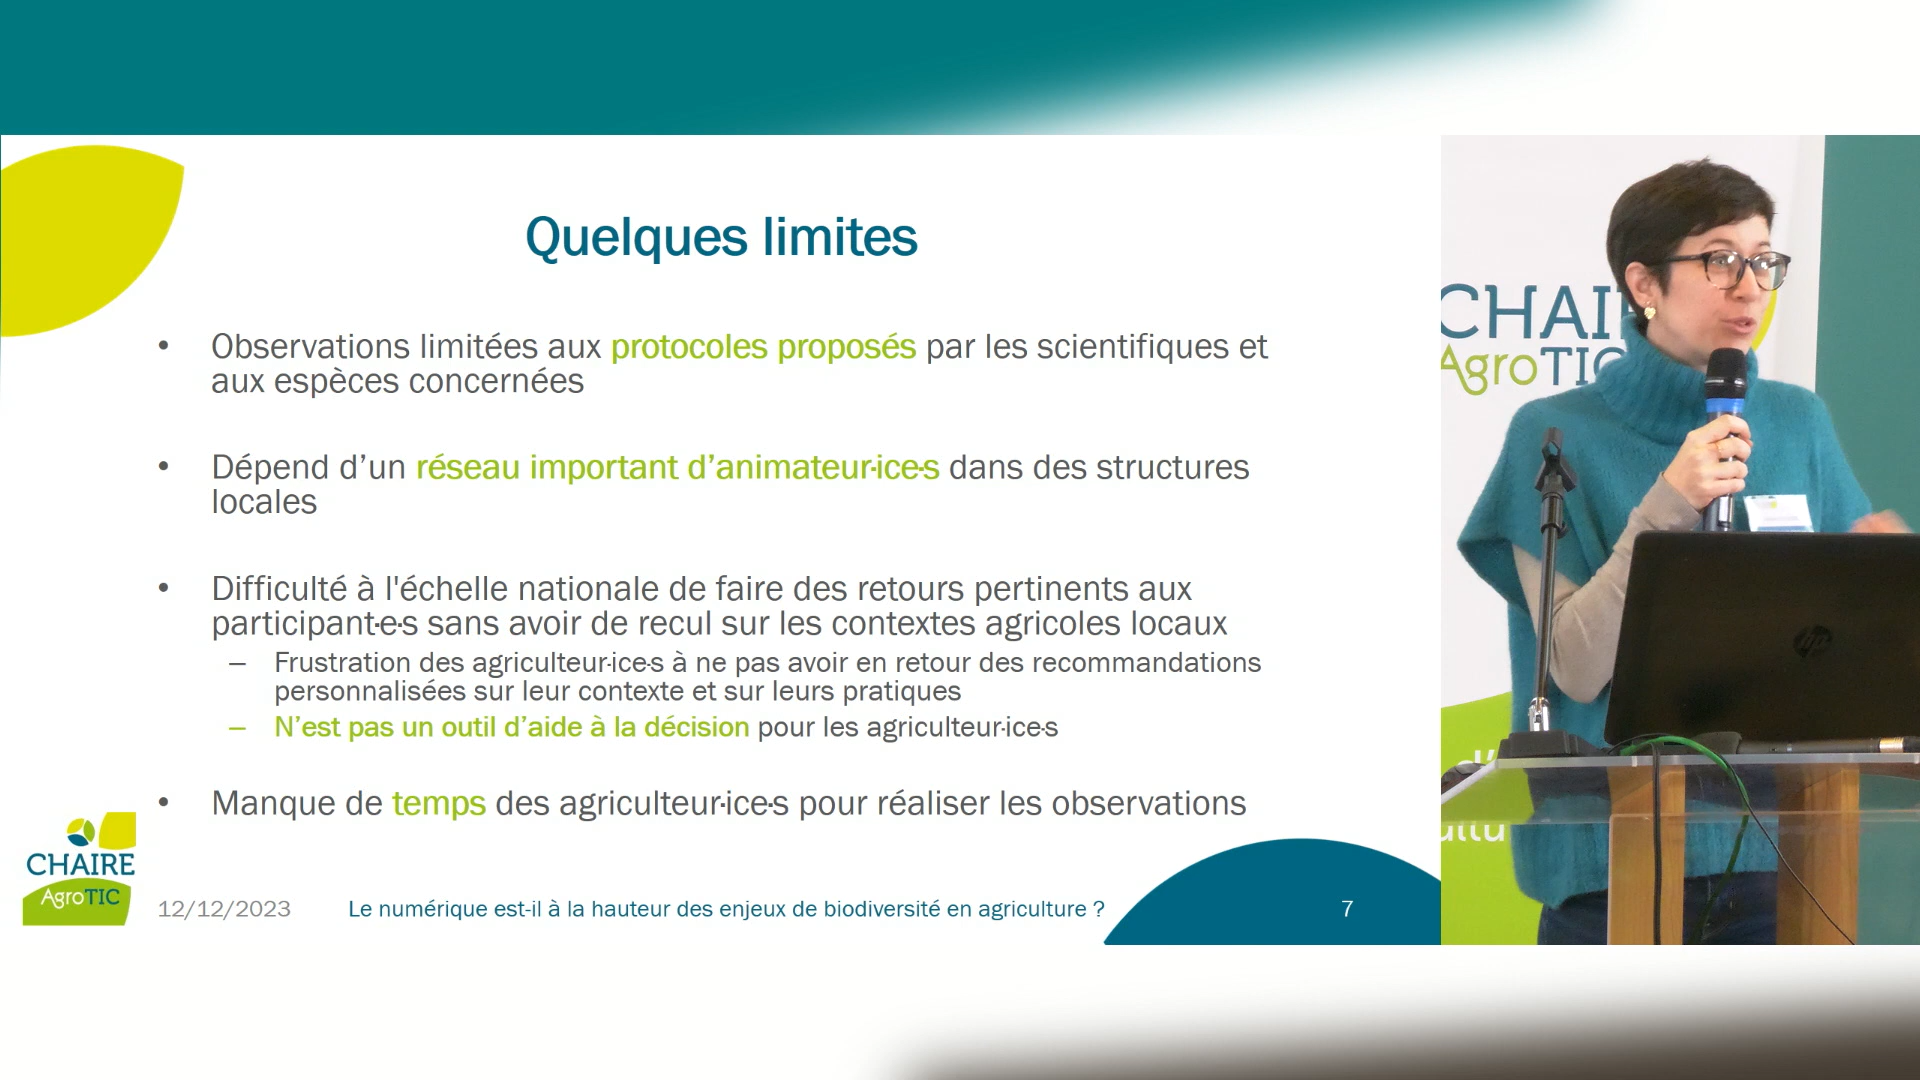 Quelques limites
• Observations limitées aux protocoles proposés par les scientifiques et
aux espèces concernées
• Dépend d’un réseau important d’animateur·ice·s dans des structures
locales
• Difficulté à l'échelle nationale de faire des retours pertinents aux
participant·e·s sans avoir de recul sur les contextes agricoles locaux
– Frustration des agriculteur·ice·s à ne pas avoir en retour des recommandations
personnalisées sur leur contexte et sur leurs pratiques
– N’est pas un outil d’aide à la décision pour les agriculteur·ice·s
• Manque de temps des agriculteur·ice·s pour réaliser les observations
CHAIRE
AgroTIC
12/12/2023
Le numérique est-il à la hauteur des enjeux de biodiversité en agriculture ?
7
CHAI
AgroTIC
hp